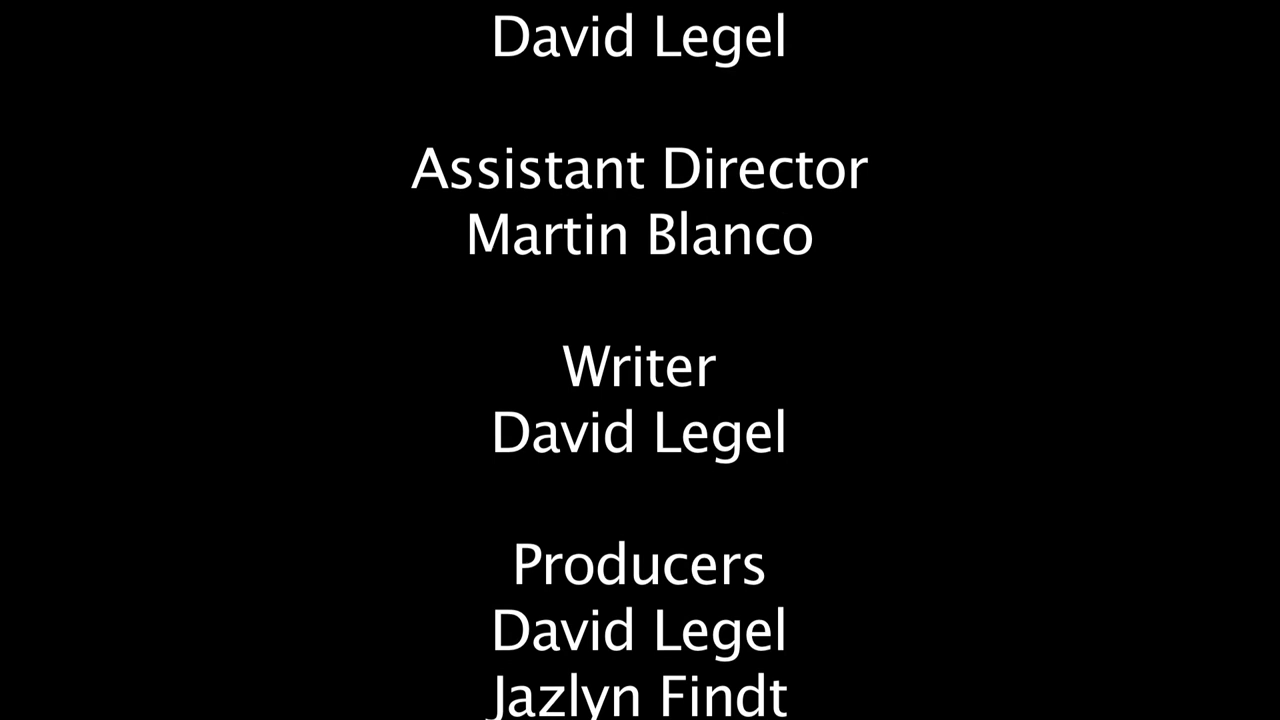 David Legel
Assistant Director
Martin Blanco
Writer
David Legel
Producers
David Legel
Jazlyn Findt